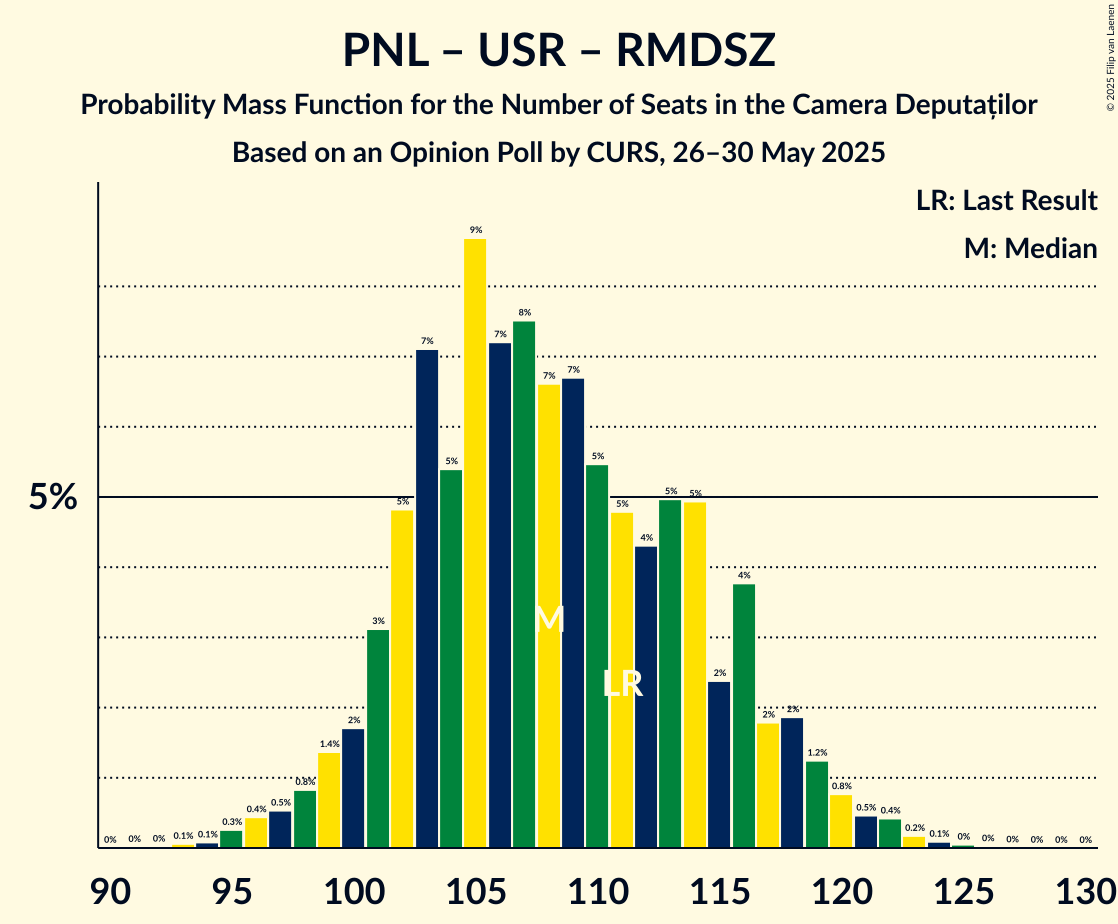 PNL – USR – RMDSZ
Probability Mass Function for the Number of Seats in the Camera Deputaților
Based on an Opinion Poll by CURS, 26–30 May 2025
© 2025 Filip van Laenen
LR: Last Result
M: Median
5%
0% 0% 0% 0.1% 0.1% 0.3% 0.4% 0.5% 0.8% 1.4% 2% 3% 5% 7% 5% 9% 7% 8% 7% 7% 5% 5% 4% 5% 5% 2% 4% 2% 2% 1.2% 0.8% 0.5% 0.4% 0.2% 0.1% 0% 0% 0% 0% 0% 0%
M
LR
90 95 100 105 110 115 120 125 130